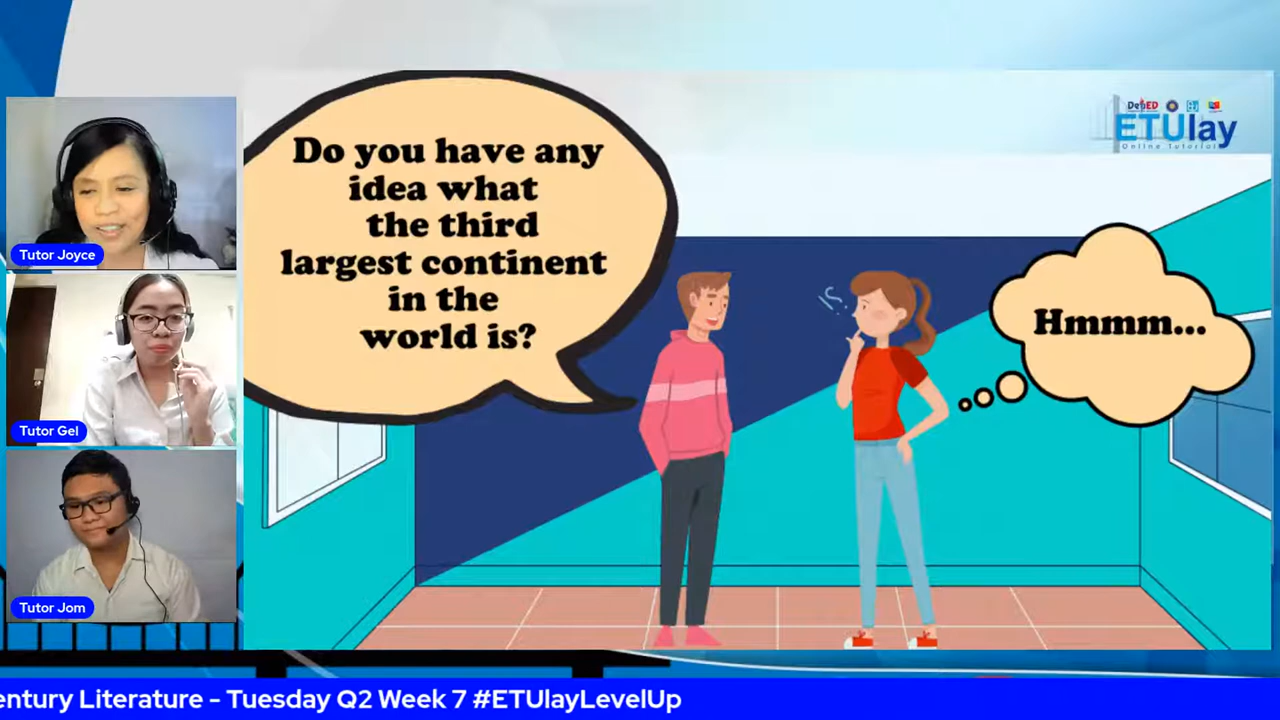 Do you have any
idea what
the third
largest continent
in the
world is?
Hmmm...
DepED
ETUlay
Online Tutorial
Tutor Joyce
Tutor Gel
Tutor Jom
entury Literature - Tuesday Q2 Week 7 #ETUlayLevelUp